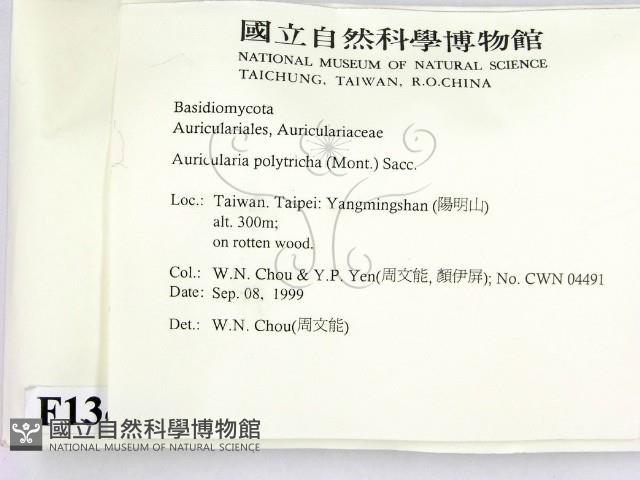 國立自然科學博物館
NATIONAL MUSEUM OF NATURAL SCIENCE
TAICHUNG, TAIWAN, R.O.CHINA
Basidiomycota
Auriculariales, Auriculariaceae
Auricularia polytricha (Mont.) Sacc.
Loc.: Taiwan. Taipei: Yangmingshan (陽明山)
alt. 300m;
on rotten wood.
Col.: W.N. Chou & Y.P. Yen(周文能, 顏伊屏); No. CWN 04491
Date: Sep. 08, 1999
Det.: W.N. Chou(周文能)
國立自然科學博物館
NATIONAL MUSEUM OF NATURAL SCIENCE